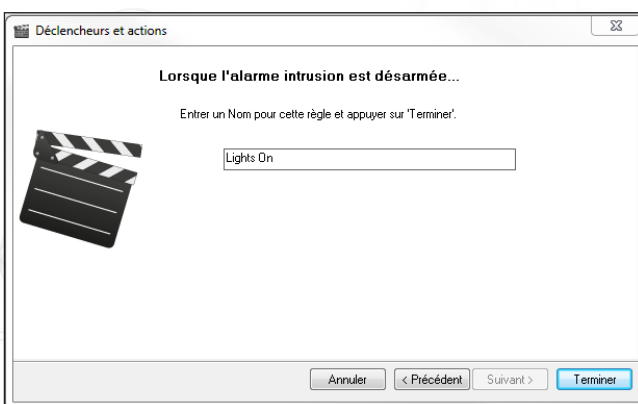 Déclencheurs et actions
Lorsque l'alarme intrusion est désarmée...
Entrer un Nom pour cette règle et appuyer sur 'Terminer'.
Lights On
Annuler
< Précédent
Suivant >
Terminer